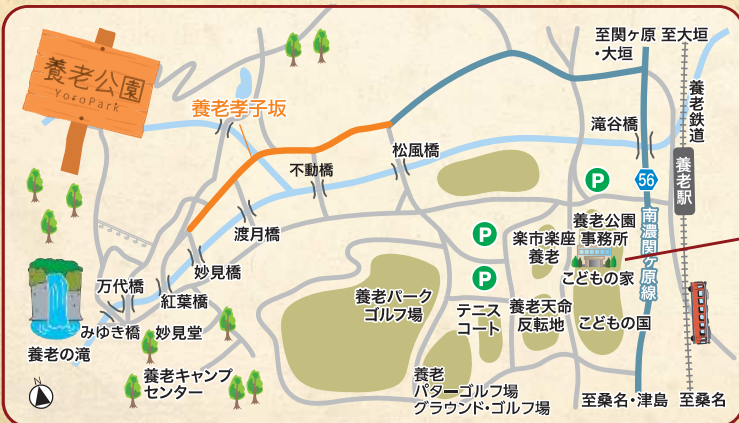 至関ヶ原 至大垣
・大垣
養老公園
YoroPark
養老孝子坂
養老鉄道
滝谷橋
松風橋
不動橋
養老駅
P
56
南濃関ヶ原線
養老公園
事務所
楽市楽座
養老
渡月橋
P
妙見橋
P
こどもの家
万代橋
紅葉橋
養老パーク
ゴルフ場
テニス
コート
養老天命
反転地
こどもの国
みゆき橋
妙見堂
養老の滝
養老キャンプ
センター
養老
パターゴルフ場
グラウンド・ゴルフ場
至桑名・津島
至桑名
N